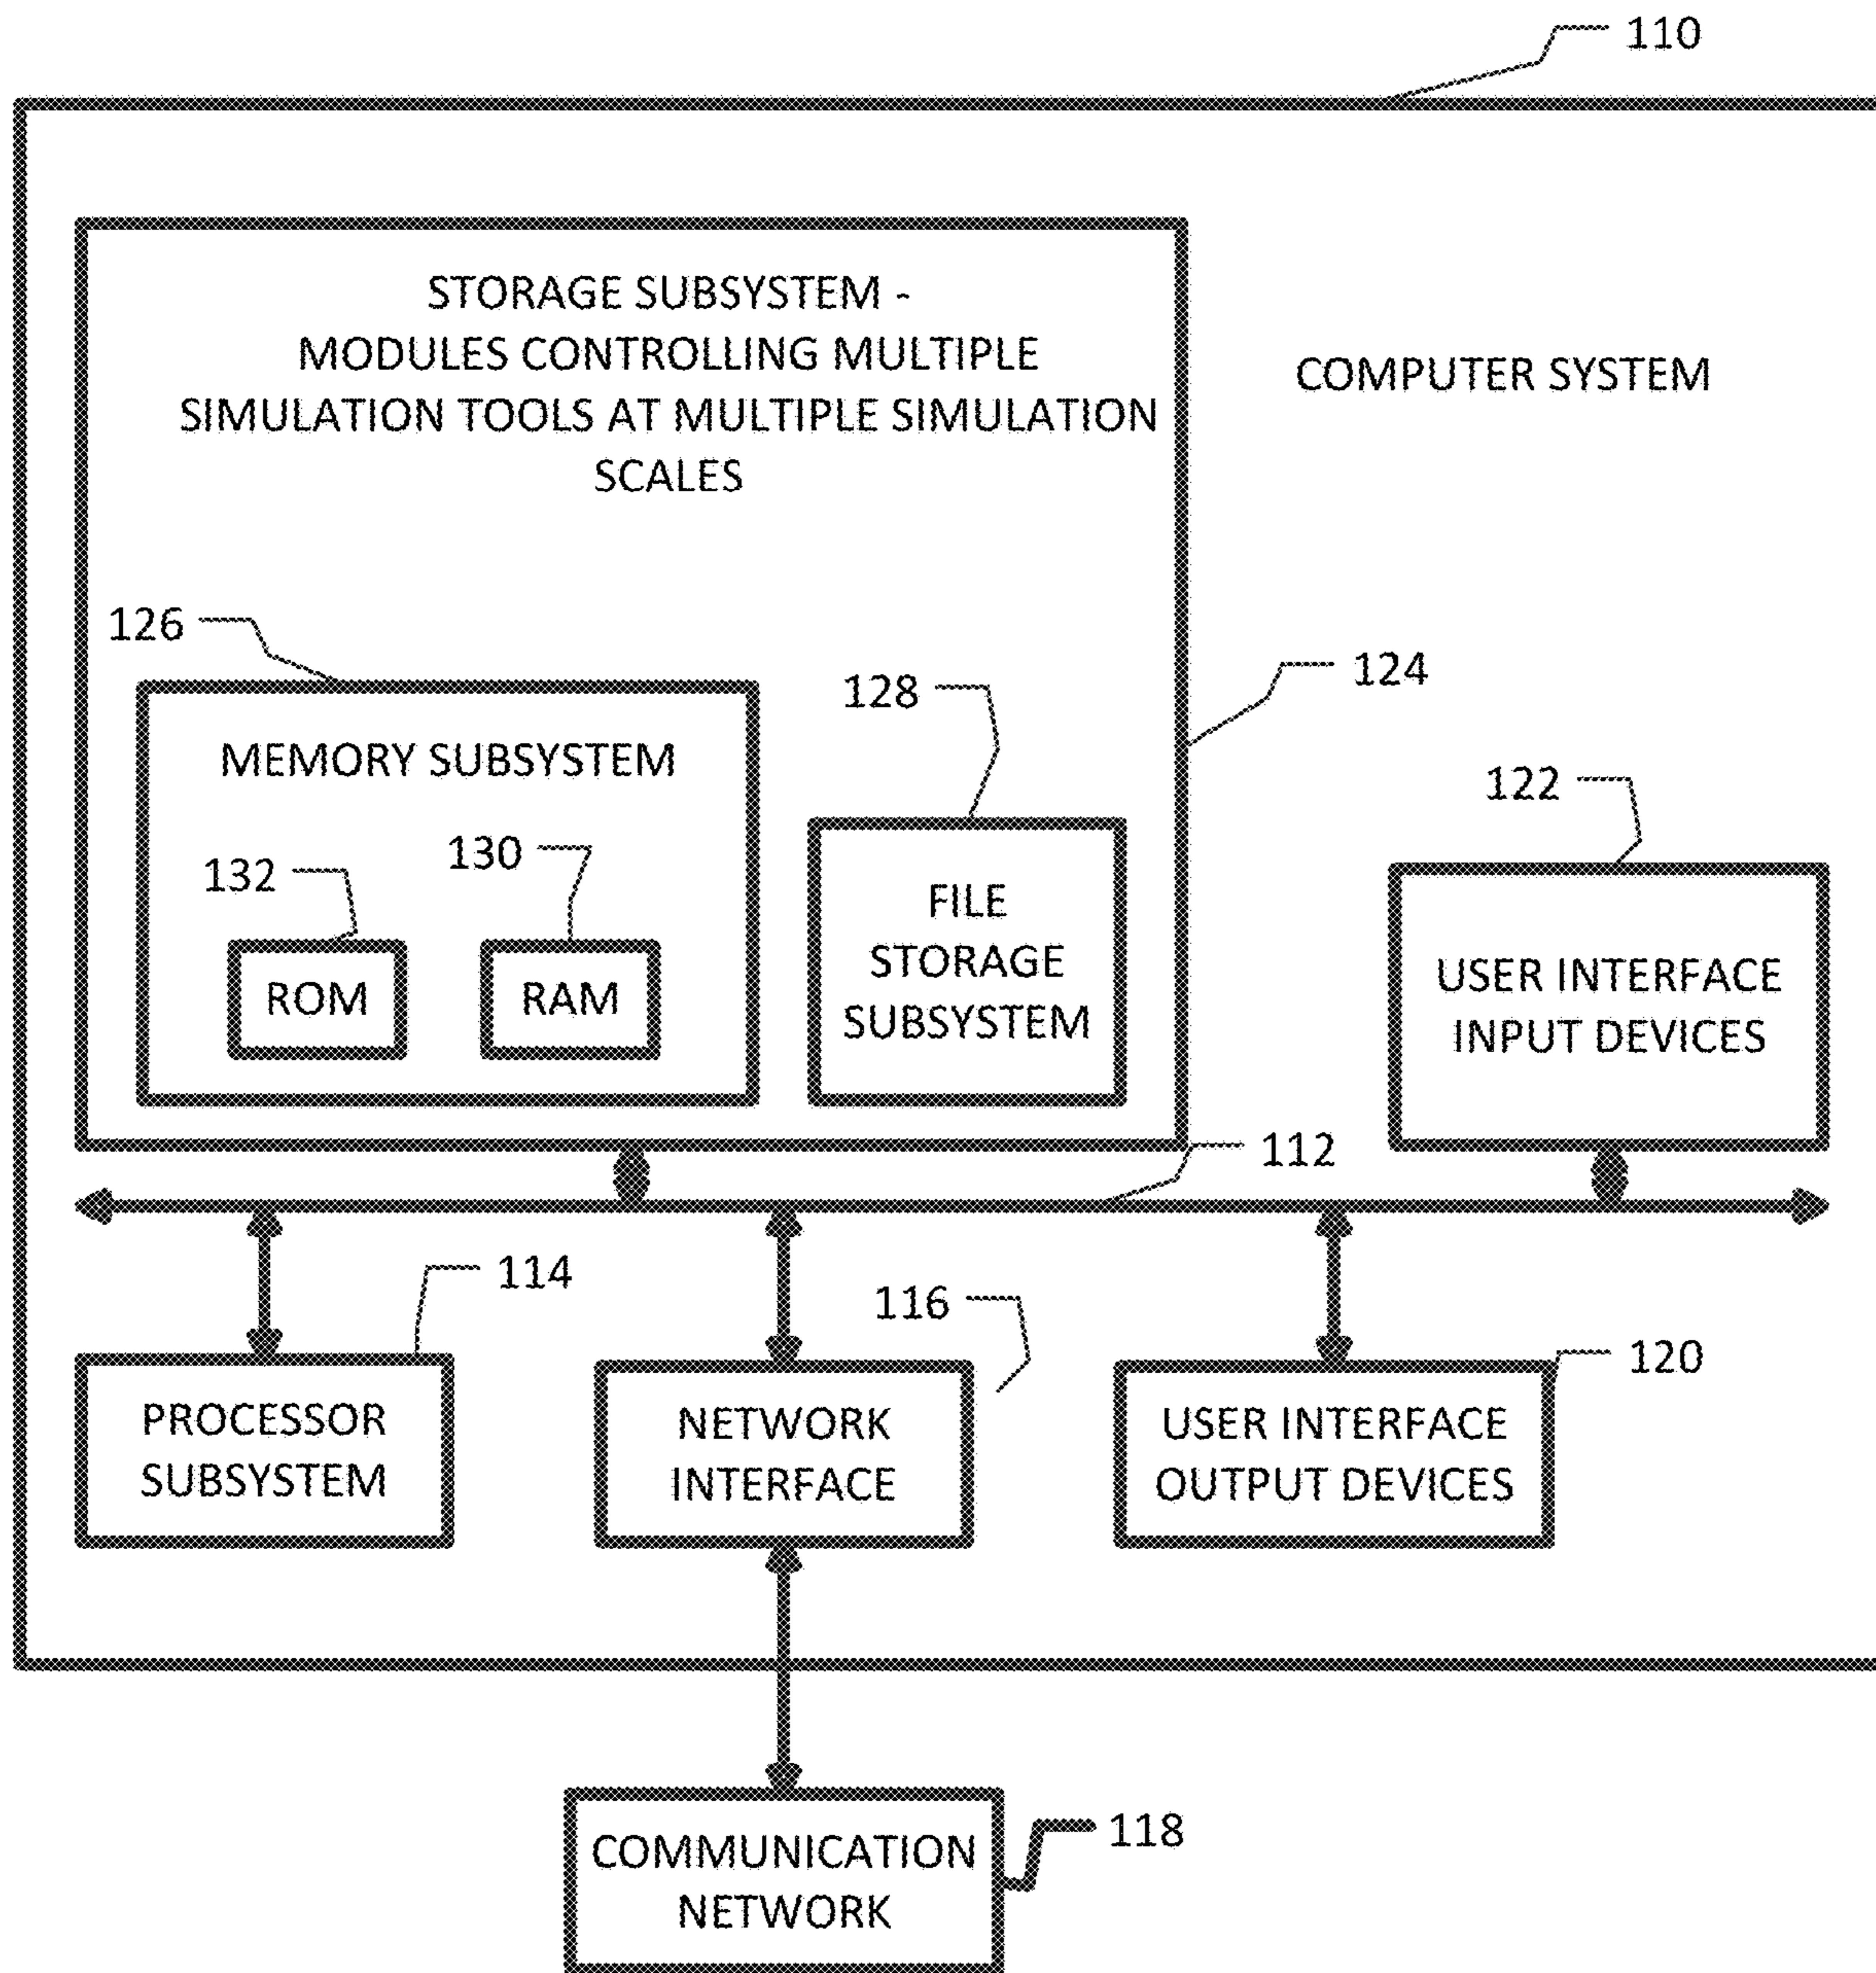 110
STORAGE SUBSYSTEM -
MODULES CONTROLLING MULTIPLE
SIMULATION TOOLS AT MULTIPLE SIMULATION
SCALES
COMPUTER SYSTEM
126
124
128
MEMORY SUBSYSTEM
122
132
130
ROM
RAM
FILE
STORAGE
SUBSYSTEM
USER INTERFACE
INPUT DEVICES
112
114
116
120
PROCESSOR
SUBSYSTEM
NETWORK
INTERFACE
USER INTERFACE
OUTPUT DEVICES
118
COMMUNICATION
NETWORK